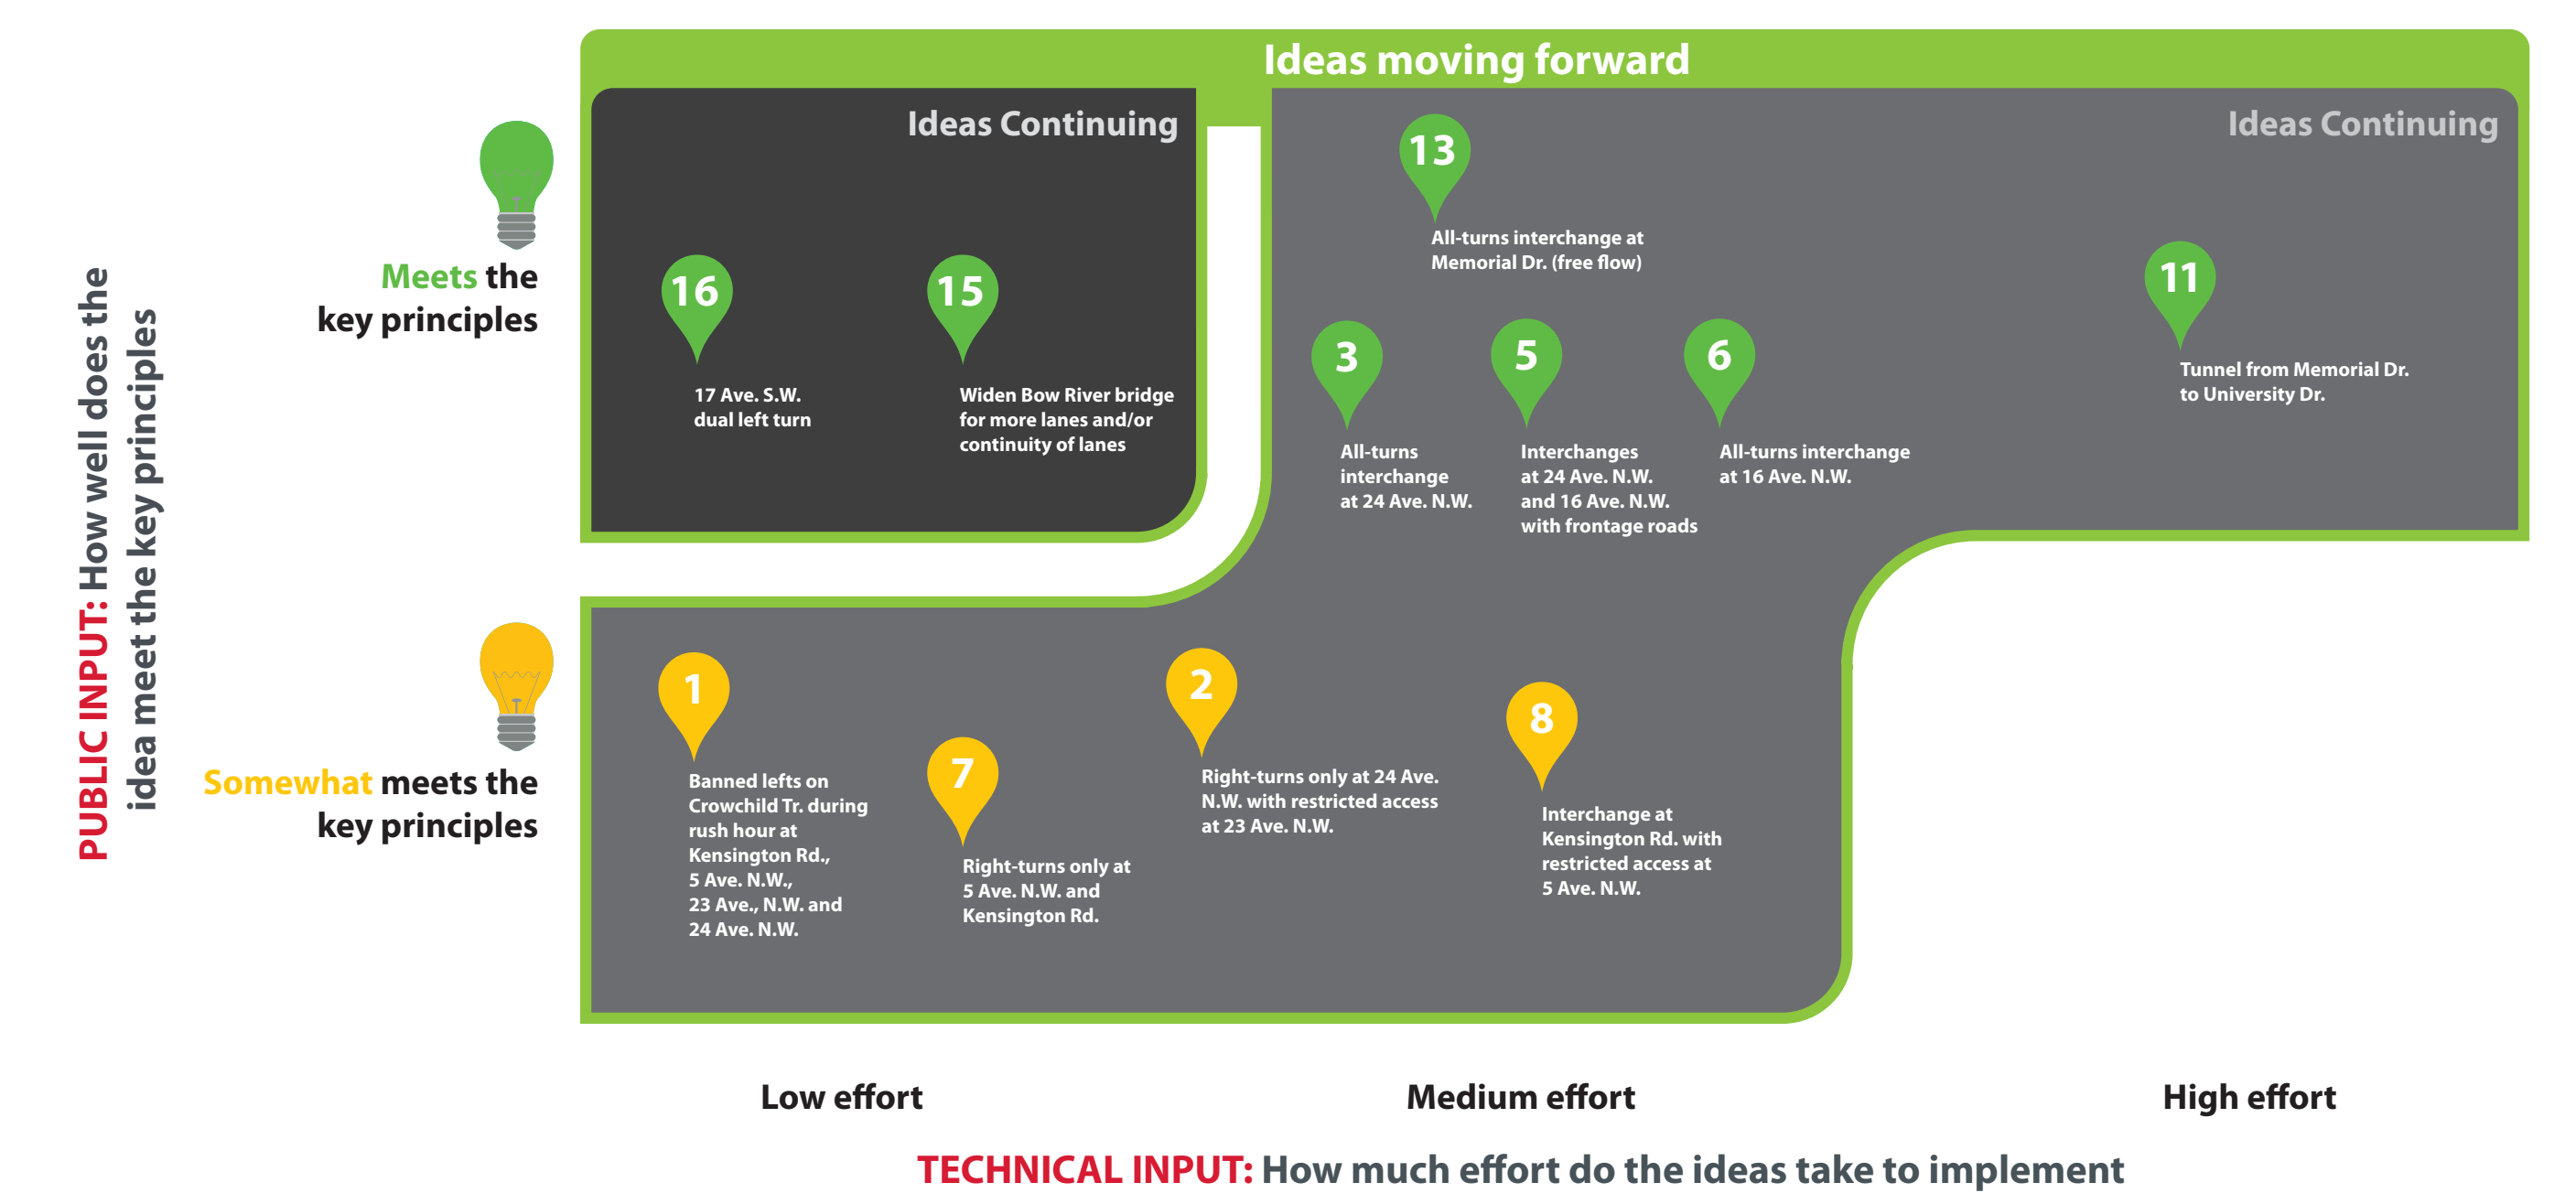 Ideas moving forward
Ideas Continuing
Ideas Continuing
PUBLIC INPUT: How well does the
idea meet the key principles
Meets the
key principles
16
17 Ave. S.W.
dual left turn
15
Widen Bow River bridge
for more lanes and/or
continuity of lanes
13
All-turns interchange at
Memorial Dr. (free flow)
3
All-turns
interchange
at 24 Ave. N.W.
5
Interchanges
at 24 Ave. N.W.
and 16 Ave. N.W.
with frontage roads
6
All-turns interchange
at 16 Ave. N.W.
11
Tunnel from Memorial Dr.
to University Dr.
Somewhat meets the
key principles
1
Banned lefts on
Crowchild Tr. during
rush hour at
Kensington Rd.,
5 Ave. N.W.,
23 Ave., N.W. and
24 Ave. N.W.
7
Right-turns only at
5 Ave. N.W. and
Kensington Rd.
2
Right-turns only at 24 Ave.
N.W. with restricted access
at 23 Ave. N.W.
8
Interchange at
Kensington Rd. with
restricted access at
5 Ave. N.W.
Low effort
Medium effort
High effort
TECHNICAL INPUT: How much effort do the ideas take to implement